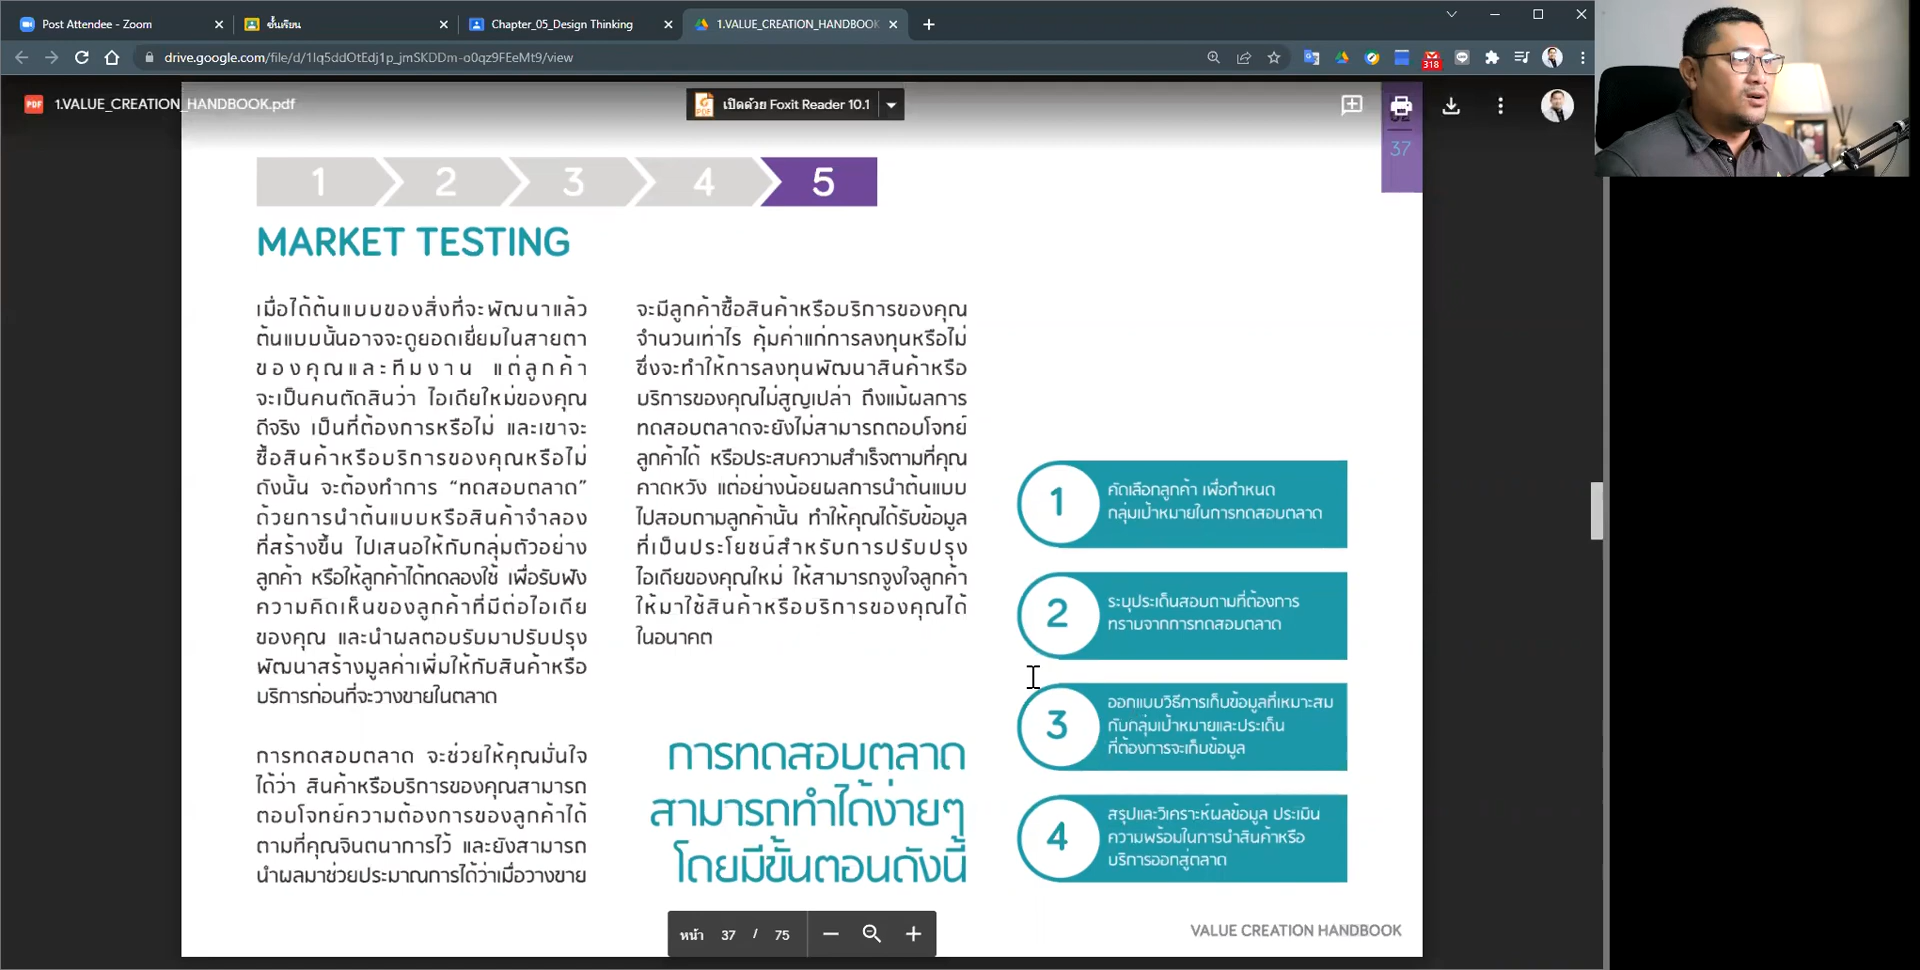 Post Attendee - Zoom
ชั้นเรียน
Chapter_05_Design Thinking
1.VALUE_CREATION_HANDBOOK
drive.google.com/file/d/1Iq5ddOtEdj1p_jmSKDDm-o0qz9FEeMt9/view
318
PDF
1.VALUE_CREATION_HANDBOOK.pdf
เปิดด้วย Foxit Reader 10.1
37
1 2 3 4 5
MARKET TESTING
เมื่อได้ต้นแบบของสิ่งที่จะพัฒนาแล้ว
ต้นแบบนั้นอาจจะดูยอดเยี่ยมในสายตา
ของคุณและทีมงาน แต่ลูกค้า
จะเป็นคนตัดสินว่า ไอเดียใหม่ของคุณ
ดีจริง เป็นที่ต้องการหรือไม่ และเขาจะ
ซื้อสินค้าหรือบริการของคุณหรือไม่
ดังนั้น จะต้องทำการ “ทดสอบตลาด”
ด้วยการนำต้นแบบหรือสินค้าจำลอง
ที่สร้างขึ้น ไปเสนอให้กับกลุ่มตัวอย่าง
ลูกค้า หรือให้ลูกค้าได้ทดลองใช้ เพื่อรับฟัง
ความคิดเห็นของลูกค้าที่มีต่อไอเดีย
ของคุณ และนำผลตอบรับมาปรับปรุง
พัฒนาสร้างมูลค่าเพิ่มให้กับสินค้าหรือ
บริการก่อนที่จะวางขายในตลาด
การทดสอบตลาด จะช่วยให้คุณมั่นใจ
ได้ว่า สินค้าหรือบริการของคุณสามารถ
ตอบโจทย์ความต้องการของลูกค้าได้
ตามที่คุณจินตนาการไว้ และยังสามารถ
นำผลมาช่วยประมาณการได้ว่าเมื่อวางขาย
จะมีลูกค้าซื้อสินค้าหรือบริการของคุณ
จำนวนเท่าไร คุ้มค่าแก่การลงทุนหรือไม่
ซึ่งจะทำให้การลงทุนพัฒนาสินค้าหรือ
บริการของคุณไม่สูญเปล่า ถึงแม้ผลการ
ทดสอบตลาดจะยังไม่สามารถตอบโจทย์
ลูกค้าได้ หรือประสบความสำเร็จตามที่คุณ
คาดหวัง แต่อย่างน้อยผลการนำต้นแบบ
ไปสอบถามลูกค้านั้น ทำให้คุณได้รับข้อมูล
ที่เป็นประโยชน์สำหรับการปรับปรุง
ไอเดียของคุณใหม่ ให้สามารถจูงใจลูกค้า
ให้มาใช้สินค้าหรือบริการของคุณได้
ในอนาคต
การทดสอบตลาด
สามารถทำได้ง่ายๆ
โดยมีขั้นตอนดังนี้
1
คัดเลือกลูกค้า เพื่อกำหนด
กลุ่มเป้าหมายในการทดสอบตลาด
2
ระบุประเด็นสอบถามที่ต้องการ
ทราบจากการทดสอบตลาด
3
ออกแบบวิธีการเก็บข้อมูลที่เหมาะสม
กับกลุ่มเป้าหมายและประเด็น
ที่ต้องการจะเก็บข้อมูล
4
สรุปและวิเคราะห์ผลข้อมูล ประเมิน
ความพร้อมในการนำสินค้าหรือ
บริการออกสู่ตลาด
หน้า 37 / 75
VALUE CREATION HANDBOOK